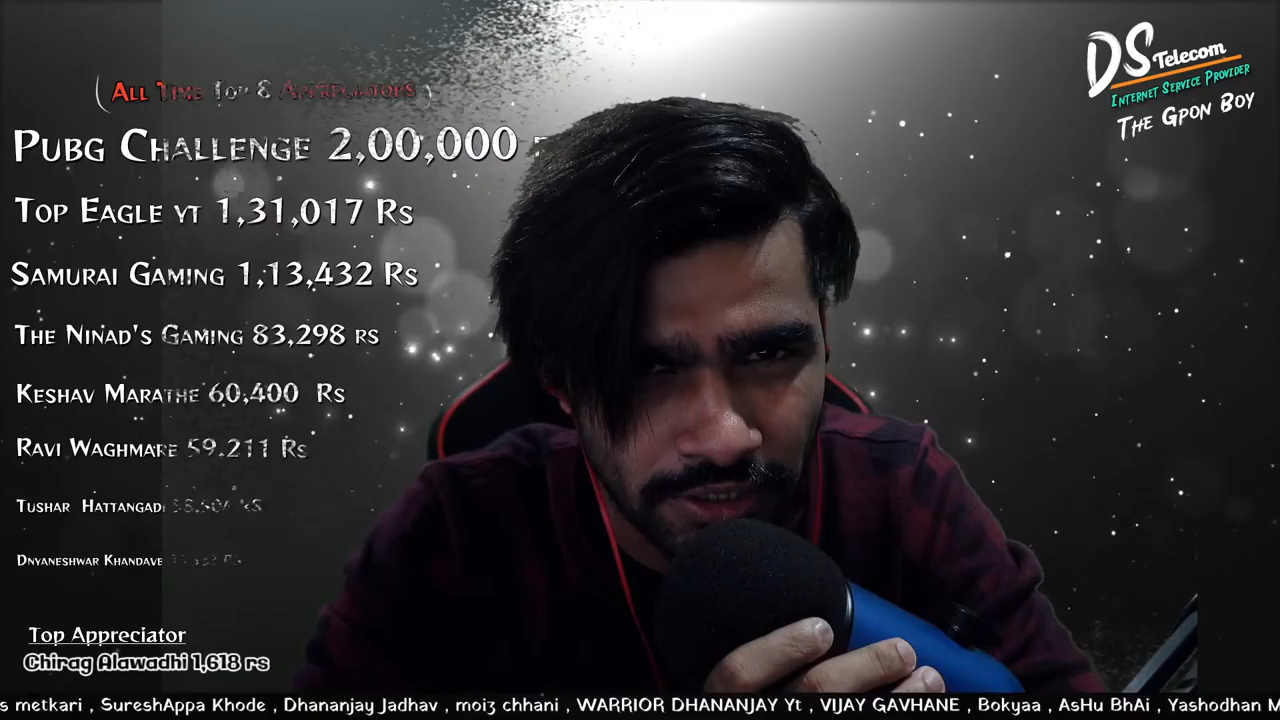 All Time Top 8 Appreciators
Pubg Challenge 2,00,000
Top Eagle yt 1,31,017 Rs
Samurai Gaming 1,13,432 Rs
The Ninad's Gaming 83,298 rs
Keshav Marathe 60,400 Rs
Ravi Waghmare 59.211 Rs
Tushar Hattangadi
Dnyaneshwar Khandave
Top Appreciator
Chirag Alawadhi 1,618 rs
DS Telecom
Internet Service Provider
The Gpon Boy
metkari , SureshAppa Khode , Dhananjay Jadhav , moiz chhani , WARRIOR DHANANJAY Yt , VIJAY GAVHANE , Bokyaa , AsHu BhAi , Yashodhan